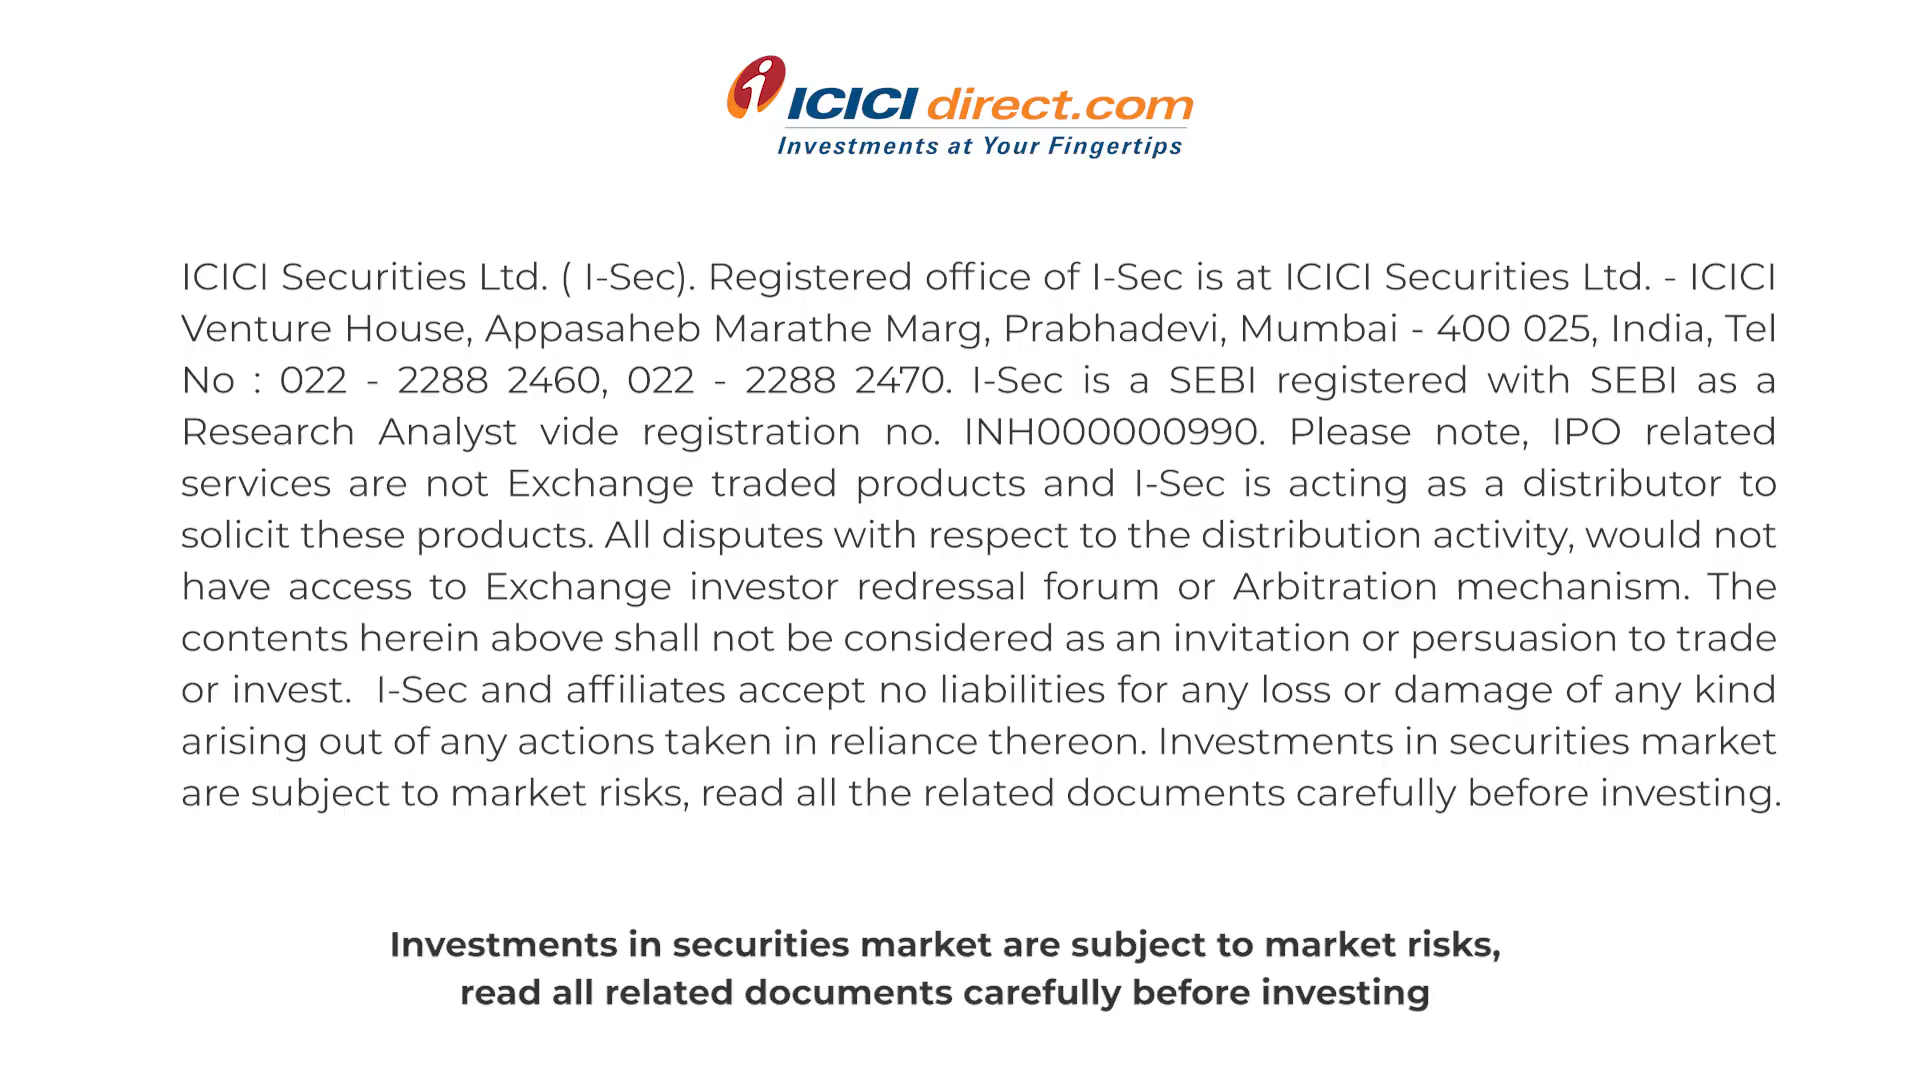 ICICI direct.com
Investments at Your Fingertips
ICICI Securities Ltd. ( I-Sec). Registered office of I-Sec is at ICICI Securities Ltd. - ICICI
Venture House, Appasaheb Marathe Marg, Prabhadevi, Mumbai - 400 025, India, Tel
No : 022 - 2288 2460, 022 - 2288 2470. I-Sec is a SEBI registered with SEBI as a
Research Analyst vide registration no. INH000000990. Please note, IPO related
services are not Exchange traded products and I-Sec is acting as a distributor to
solicit these products. All disputes with respect to the distribution activity, would not
have access to Exchange investor redressal forum or Arbitration mechanism. The
contents herein above shall not be considered as an invitation or persuasion to trade
or invest.  I-Sec and affiliates accept no liabilities for any loss or damage of any kind
arising out of any actions taken in reliance thereon. Investments in securities market
are subject to market risks, read all the related documents carefully before investing.
Investments in securities market are subject to market risks,
read all related documents carefully before investing